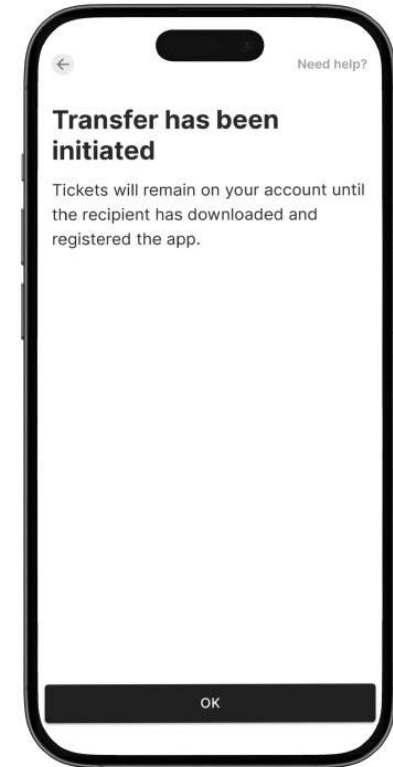 Need help?
Transfer has been
initiated
Tickets will remain on your account until
the recipient has downloaded and
registered the app.
OK